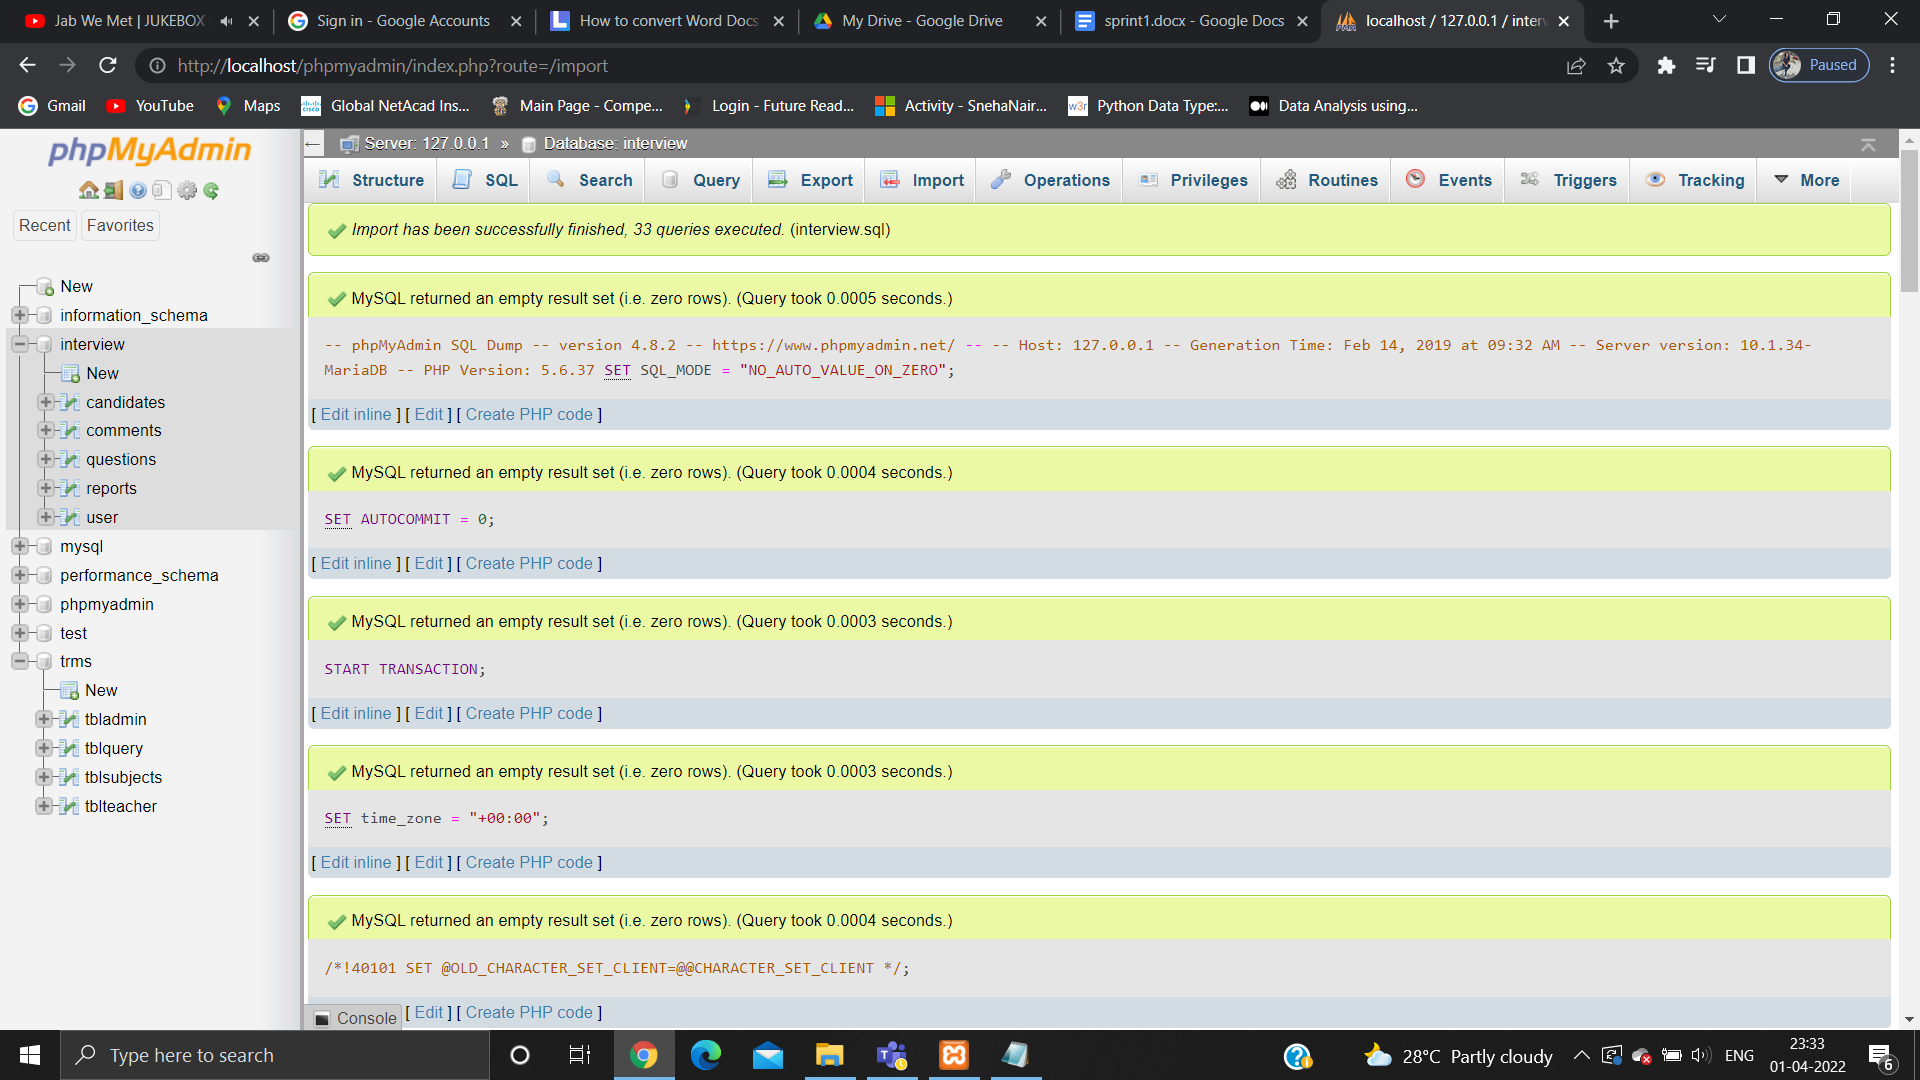 Jab We Met | JUKEBOX
Sign in - Google Accounts
How to convert Word Docs
My Drive - Google Drive
sprint1.docx - Google Docs
localhost / 127.0.0.1 / interv
http://localhost/phpmyadmin/index.php?route=/import
Paused
Gmail
YouTube
Maps
Global NetAcad Ins...
Main Page - Compe...
Login - Future Read...
Activity - SnehaNair...
w3r
Python Data Type:...
Data Analysis using...
phpMyAdmin
Recent
Favorites
New
information_schema
interview
New
candidates
comments
questions
reports
user
mysql
performance_schema
phpmyadmin
test
trms
New
tbladmin
tblquery
tblsubjects
tblteacher
Server: 127.0.0.1 » Database: interview
Structure
SQL
Search
Query
Export
Import
Operations
Privileges
Routines
Events
Triggers
Tracking
More
Import has been successfully finished, 33 queries executed. (interview.sql)
MySQL returned an empty result set (i.e. zero rows). (Query took 0.0005 seconds.)
-- phpMyAdmin SQL Dump -- version 4.8.2 -- https://www.phpmyadmin.net/ -- -- Host: 127.0.0.1 -- Generation Time: Feb 14, 2019 at 09:32 AM -- Server version: 10.1.34-
MariaDB -- PHP Version: 5.6.37 SET SQL_MODE = "NO_AUTO_VALUE_ON_ZERO";
[ Edit inline ] [ Edit ] [ Create PHP code ]
MySQL returned an empty result set (i.e. zero rows). (Query took 0.0004 seconds.)
SET AUTOCOMMIT = 0;
[ Edit inline ] [ Edit ] [ Create PHP code ]
MySQL returned an empty result set (i.e. zero rows). (Query took 0.0003 seconds.)
START TRANSACTION;
[ Edit inline ] [ Edit ] [ Create PHP code ]
MySQL returned an empty result set (i.e. zero rows). (Query took 0.0003 seconds.)
SET time_zone = "+00:00";
[ Edit inline ] [ Edit ] [ Create PHP code ]
MySQL returned an empty result set (i.e. zero rows). (Query took 0.0004 seconds.)
/*!40101 SET @OLD_CHARACTER_SET_CLIENT=@@CHARACTER_SET_CLIENT */;
Console
[ Edit ] [ Create PHP code ]
Type here to search
28°C Partly cloudy
ENG
23:33
01-04-2022
6